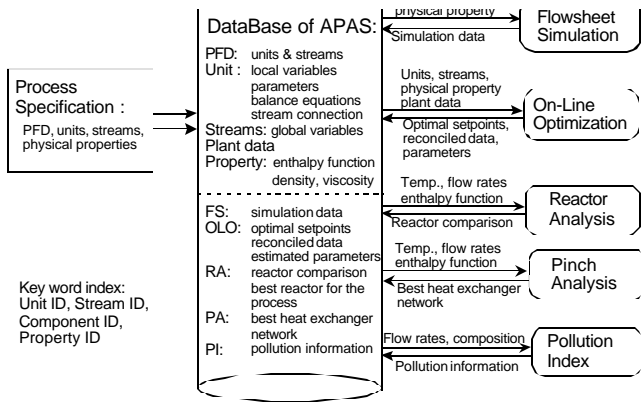 Process
Specification :
PFD, units, streams,
physical properties
Key word index:
Unit ID, Stream ID,
Component ID,
Property ID
DataBase of APAS:
PFD: units & streams
Unit : local variables
parameters
balance equations
stream connection
Streams: global variables
Plant data
Property: enthalpy function
density, viscosity
FS: simulation data
OLO: optimal setpoints
reconciled data
estimated parameters
RA: reactor comparison
best reactor for the
process
PA: best heat exchanger
network
PI: pollution information
physical property
Simulation data
Flowsheet
Simulation
Units, streams,
physical property
plant data
Optimal setpoints,
reconciled data,
parameters
On-Line
Optimization
Temp., flow rates
enthalpy function
Reactor comparison
Reactor
Analysis
Temp., flow rates
enthalpy function
Best heat exchanger
network
Pinch
Analysis
Flow rates, composition
Pollution information
Pollution
Index